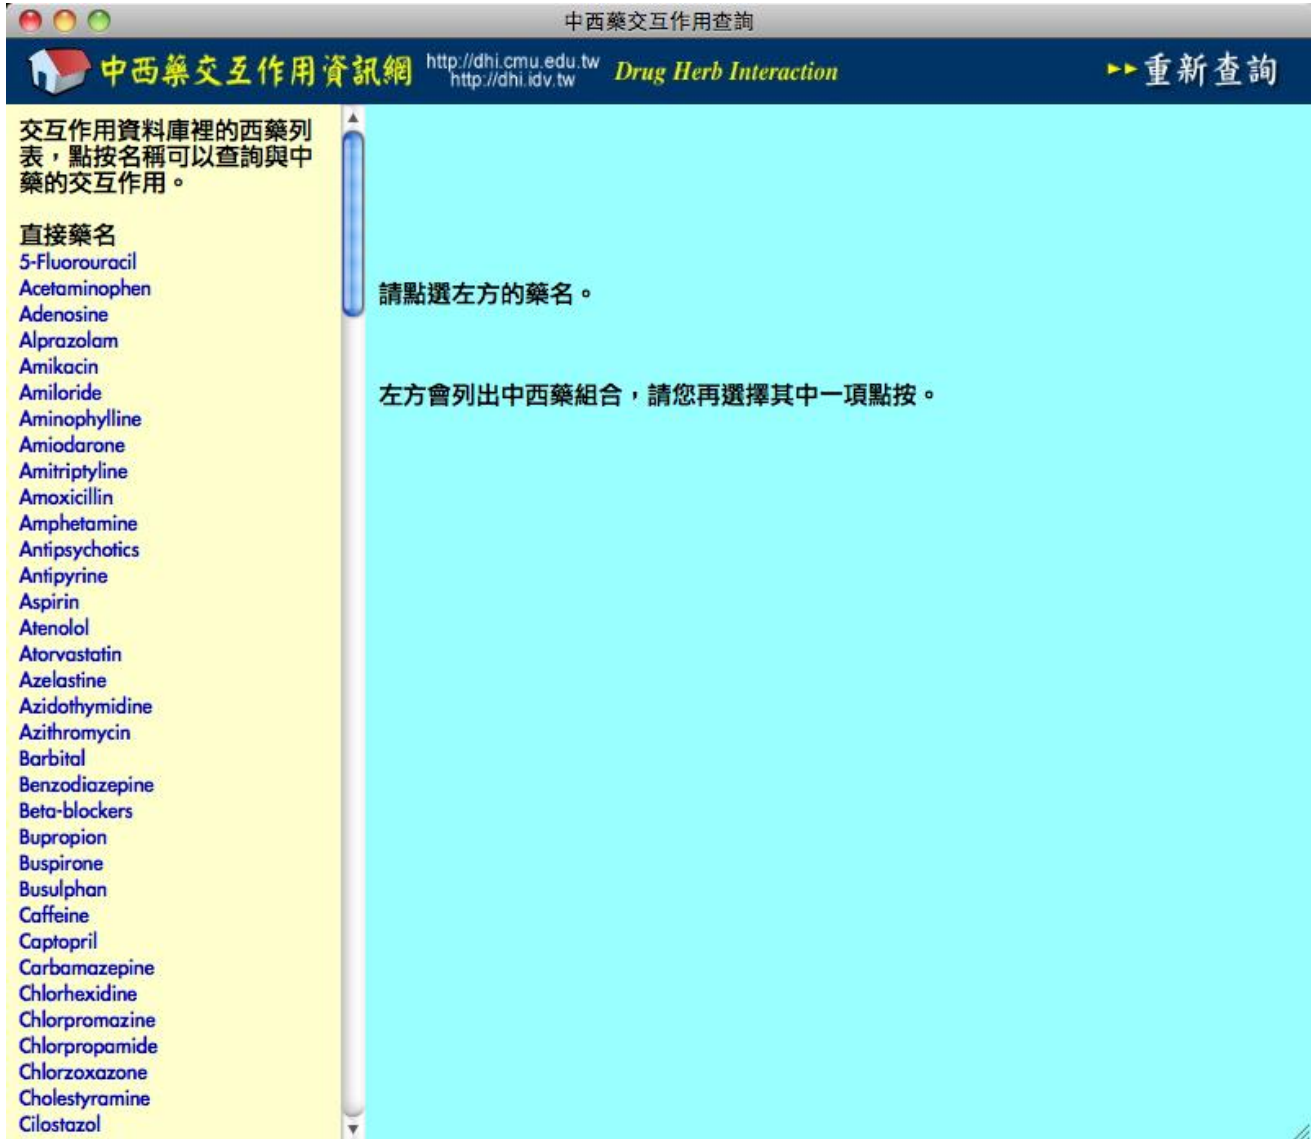 中西藥交互作用查詢
中西藥交互作用資訊網
http://dhi.cmu.edu.tw
http://dhi.idv.tw
Drug Herb Interaction
►►重新查詢
交互作用資料庫裡的西藥列
表，點按名稱可以查詢與中
藥的交互作用。
直接藥名
5-Fluorouracil
Acetaminophen
Adenosine
Alprazolam
Amikacin
Amiloride
Aminophylline
Amiodarone
Amitriptyline
Amoxicillin
Amphetamine
Antipsychotics
Antipyrine
Aspirin
Atenolol
Atorvastatin
Azelastine
Azidothymidine
Azithromycin
Barbital
Benzodiazepine
Beta-blockers
Bupropion
Buspirone
Busulphan
Caffeine
Captopril
Carbamazepine
Chlorhexidine
Chlorpromazine
Chlorpropamide
Chlorzoxazone
Cholestyramine
Cilostazol
請點選左方的藥名。
左方會列出中西藥組合，請您再選擇其中一項點按。